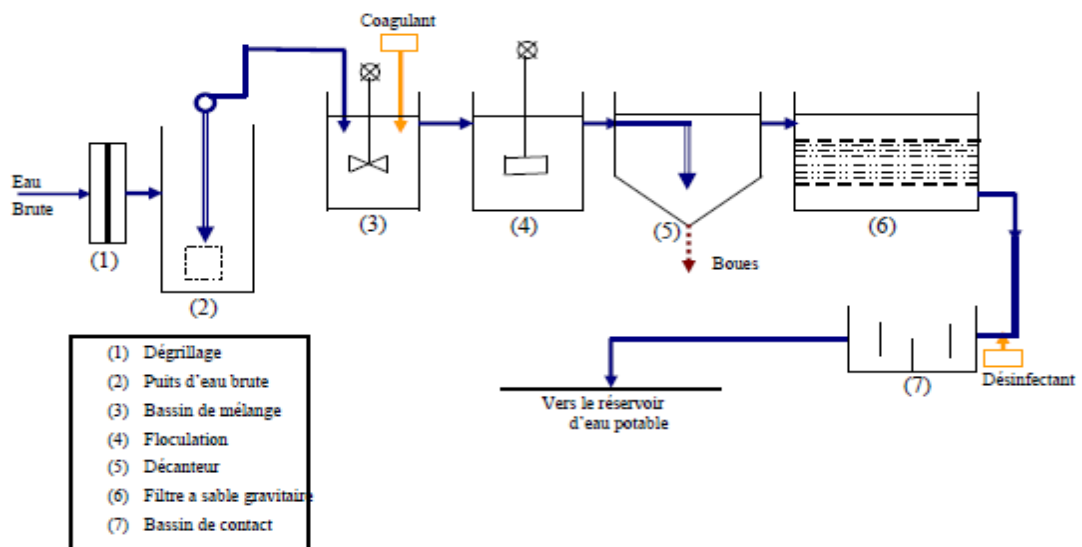 Coagulant
Eau
Brute
(1)
(2)
(3)
(4)
(5)
(6)
Boues
(7)
Désinfectant
Vers le réservoir
d'eau potable
(1) Dégrillage
(2) Puits d'eau brute
(3) Bassin de mélange
(4) Floculation
(5) Décanteur
(6) Filtre a sable gravitaire
(7) Bassin de contact